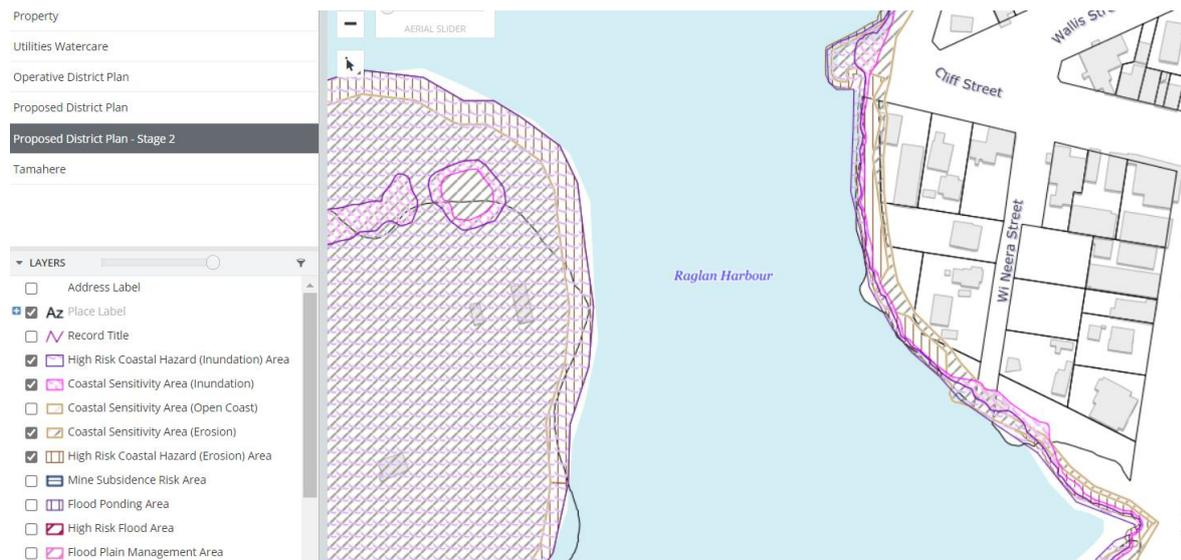 Property
Utilities Watercare
Operative District Plan
Proposed District Plan
Proposed District Plan - Stage 2
Tamahere
LAYERS
Address Label
Az Place Label
Record Title
High Risk Coastal Hazard (Inundation) Area
Coastal Sensitivity Area (Inundation)
Coastal Sensitivity Area (Open Coast)
Coastal Sensitivity Area (Erosion)
High Risk Coastal Hazard (Erosion) Area
Mine Subsidence Risk Area
Flood Ponding Area
High Risk Flood Area
Flood Plain Management Area
AERIAL SLIDER
Raglan Harbour
Wallis Stre
Cliff Street
Wi Neera Street